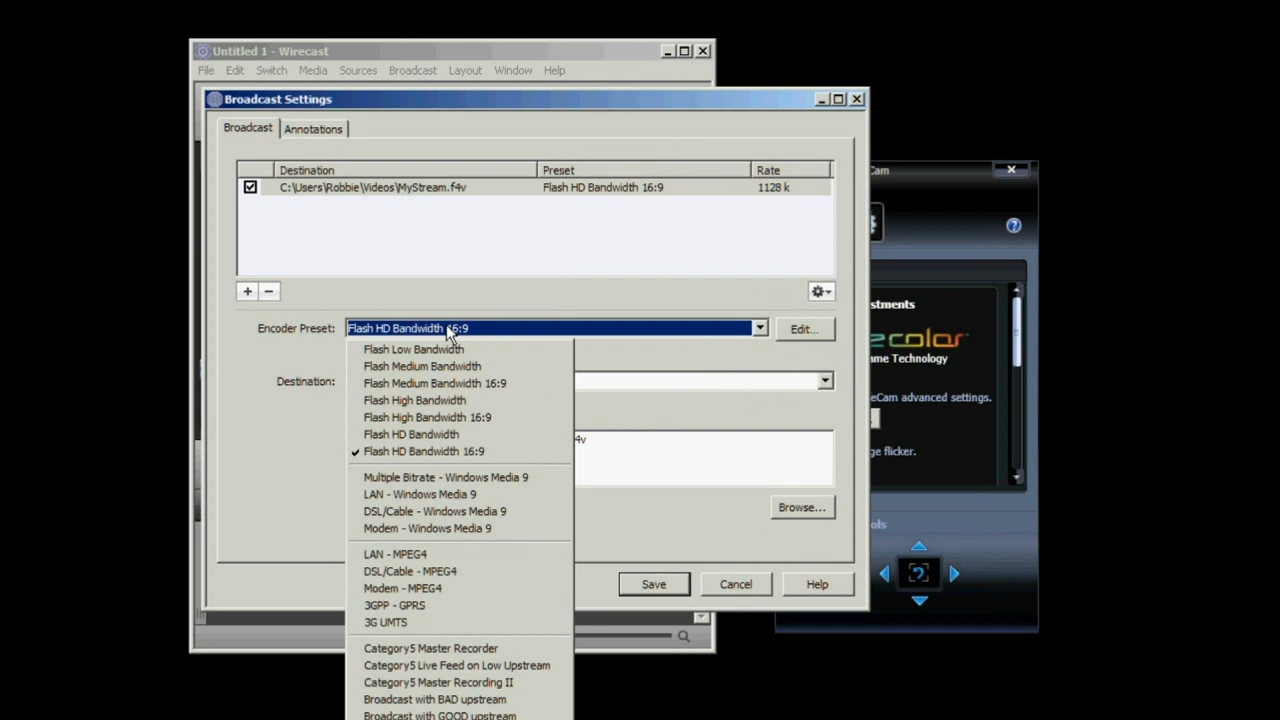 Untitled 1 - Wirecast
File Edit Switch Media Sources Broadcast Layout Window Help
Broadcast Settings
Cam
Broadcast Annotations
Destination Preset Rate
C:\Users\Robbie\Videos\MyStream.f4v Flash HD Bandwidth 16:9 1128 k
+ -
Encoder Preset: Flash HD Bandwidth 16:9 Edit...
Flash Low Bandwidth
Flash Medium Bandwidth
Flash Medium Bandwidth 16:9
Flash High Bandwidth
Flash High Bandwidth 16:9
Flash HD Bandwidth
Flash HD Bandwidth 16:9
Multiple Bitrate - Windows Media 9
LAN - Windows Media 9
DSL/Cable - Windows Media 9
Modem - Windows Media 9
LAN - MPEG4
DSL/Cable - MPEG4
Modem - MPEG4
3GPP - GPRS
3G UMTS
Category5 Master Recorder
Category5 Live Feed on Low Upstream
Category5 Master Recording II
Broadcast with BAD upstream
Broadcast with GOOD upstream
Destination:
4v
Browse...
Save Cancel Help
?
stments
ecolor
ame Technology
eCam advanced settings.
ge flicker.
ols